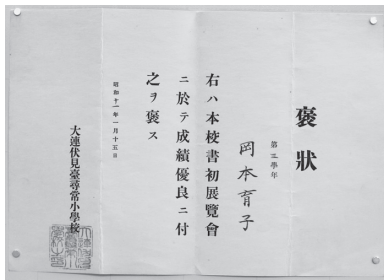 褒狀
第三學年
岡本育子
右ハ本校書初展覽會
ニ於テ成績優良ニ付
之ヲ褒ス
昭和十一年一月十五日
大連伏見臺尋常小學校